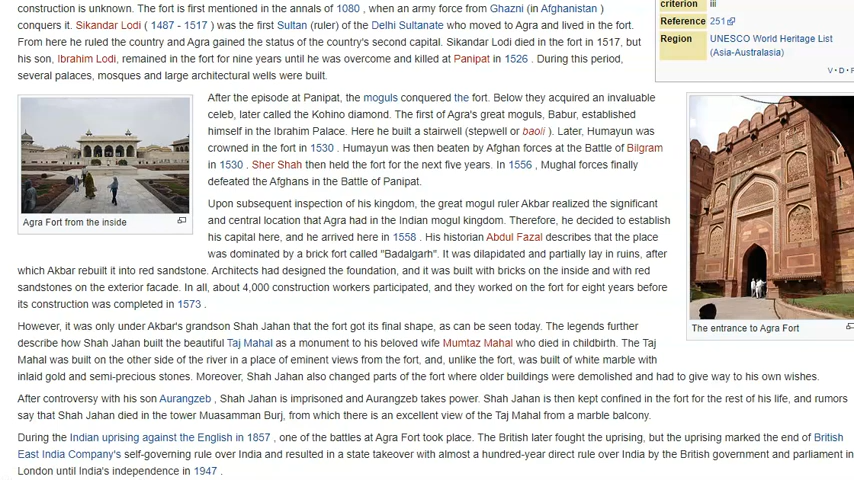 construction is unknown. The fort is first mentioned in the annals of 1080 , when an army force from Ghazni (in Afghanistan )
conquers it. Sikandar Lodi ( 1487 - 1517 ) was the first Sultan (ruler) of the Delhi Sultanate who moved to Agra and lived in the fort.
From here he ruled the country and Agra gained the status of the country's second capital. Sikandar Lodi died in the fort in 1517, but
his son, Ibrahim Lodi, remained in the fort for nine years until he was overcome and killed at Panipat in 1526 . During this period,
several palaces, mosques and large architectural wells were built.
criterion iii
Reference 251
Region UNESCO World Heritage List
(Asia-Australasia)
V • D •
After the episode at Panipat, the moguls conquered the fort. Below they acquired an invaluable
celeb, later called the Kohino diamond. The first of Agra's great moguls, Babur, established
himself in the Ibrahim Palace. Here he built a stairwell (stepwell or baoli ). Later, Humayun was
crowned in the fort in 1530 . Humayun was then beaten by Afghan forces at the Battle of Bilgram
in 1530 . Sher Shah then held the fort for the next five years. In 1556 , Mughal forces finally
defeated the Afghans in the Battle of Panipat.
Agra Fort from the inside
Upon subsequent inspection of his kingdom, the great mogul ruler Akbar realized the significant
and central location that Agra had in the Indian mogul kingdom. Therefore, he decided to establish
his capital here, and he arrived here in 1558 . His historian Abdul Fazal describes that the place
was dominated by a brick fort called "Badalgarh". It was dilapidated and partially lay in ruins, after
which Akbar rebuilt it into red sandstone. Architects had designed the foundation, and it was built with bricks on the inside and with red
sandstones on the exterior facade. In all, about 4,000 construction workers participated, and they worked on the fort for eight years before
its construction was completed in 1573 .
The entrance to Agra Fort
However, it was only under Akbar's grandson Shah Jahan that the fort got its final shape, as can be seen today. The legends further
describe how Shah Jahan built the beautiful Taj Mahal as a monument to his beloved wife Mumtaz Mahal who died in childbirth. The Taj
Mahal was built on the other side of the river in a place of eminent views from the fort, and, unlike the fort, was built of white marble with
inlaid gold and semi-precious stones. Moreover, Shah Jahan also changed parts of the fort where older buildings were demolished and had to give way to his own wishes.
After controversy with his son Aurangzeb , Shah Jahan is imprisoned and Aurangzeb takes power. Shah Jahan is then kept confined in the fort for the rest of his life, and rumors
say that Shah Jahan died in the tower Muasamman Burj, from which there is an excellent view of the Taj Mahal from a marble balcony.
During the Indian uprising against the English in 1857 , one of the battles at Agra Fort took place. The British later fought the uprising, but the uprising marked the end of British
East India Company's self-governing rule over India and resulted in a state takeover with almost a hundred-year direct rule over India by the British government and parliament in
London until India's independence in 1947 .